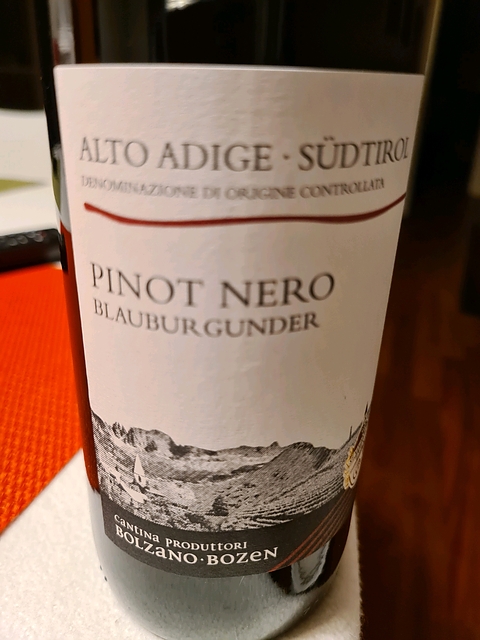 ALTO ADIGE · SÜDTIROL
DENOMINAZIONE DI ORIGINE CONTROLLATA
PINOT NERO
BLAUBURGUNDER
CANTINA PRODUTTORI
BOLZANO·BOZEN